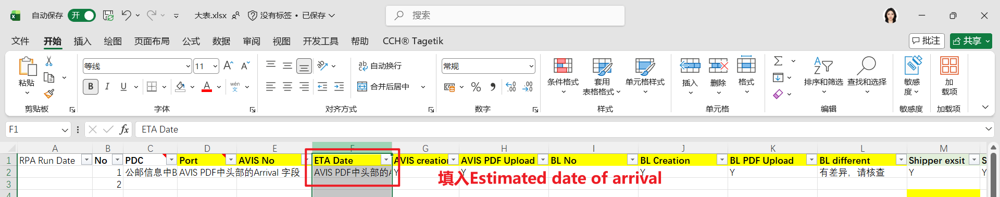 自动保存 开 大表.xlsx 没有标签 • 已保存 搜索
文件 开始 插入 绘图 页面布局 公式 数据 审阅 视图 开发工具 帮助 CCH® Tagetik 批注 共享
粘贴 等线 11 自动换行 常规 条件格式 套用 单元格样式 插入 删除 格式 排序和筛选 查找和选择 敏感 加
B I U A wén 文 合并后居中 % 表格格式 度 载项
剪贴板 字体 对齐方式 数字 样式 单元格 编辑 敏感度 加载项
F1 fx ETA Date
A B C D E F G H I J K L M
1 RPA Run Date No PDC Port AVIS No ETA Date AVIS creation AVIS PDF Upload BL No BL Creation BL PDF Upload BL different Shipper exsit S
2 1 公邮信息中B AVIS PDF中头部的Arrival 字段 AVIS PDF中头部的A Y Y Y Y 有差异，请核查 Y S
填入Estimated date of arrival
3 2
4